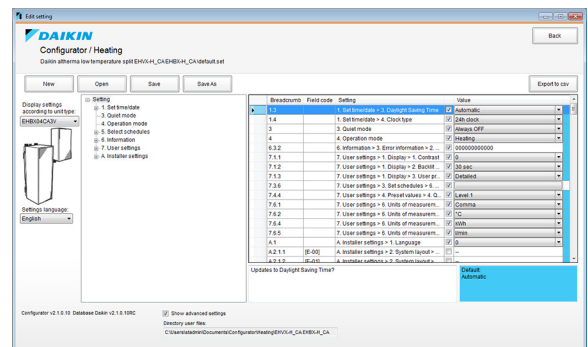 Edit setting
DAIKIN
Back
Configurator / Heating
Daikin altherma low temperature split EHVX-H_CA EHBX-H_CA\default.set
New Open Save Save As Export to csv
Display settings
according to unit type:
EHBX04CA3V
Settings language:
English
Setting
1. Set time/date
3. Quiet mode
4. Operation mode
5. Select schedules
6. Information
7. User settings
A. Installer settings
Breadcrumb Field code Setting Value
1.3 1. Set time/date > 3. Daylight Saving Time Automatic
1.4 1. Set time/date > 4. Clock type 24h clock
3 3. Quiet mode Always OFF
4 4. Operation mode Heating
6.3.2 6. Information > 3. Error information > 2. ... 000000000000
7.1.1 7. User settings > 1. Display > 1. Contrast 0
7.1.2 7. User settings > 1. Display > 2. Backlit ... 30 sec
7.1.3 7. User settings > 1. Display > 3. User pr... Detailed
7.3.6 7. User settings > 3. Set schedules > 6. ...
7.4.4 7. User settings > 4. Preset values > 4. Q... Level 1
7.6.1 7. User settings > 6. Units of measurem... Comma
7.6.2 7. User settings > 6. Units of measurem... °C
7.6.4 7. User settings > 6. Units of measurem... kWh
7.6.5 7. User settings > 6. Units of measurem... l/min
A.1 A. Installer settings > 1. Language 0
A.2.1.1 [E-00] A. Installer settings > 2. System layout > ... --
A.2.1.2 [E-01] A. Installer settings > 2. System layout > ... --
Updates to Daylight Saving Time?
Default:
Automatic
Configurator v2.1.0.10 Database Daikin v2.1.0.10RC
Show advanced settings
Directory user files: